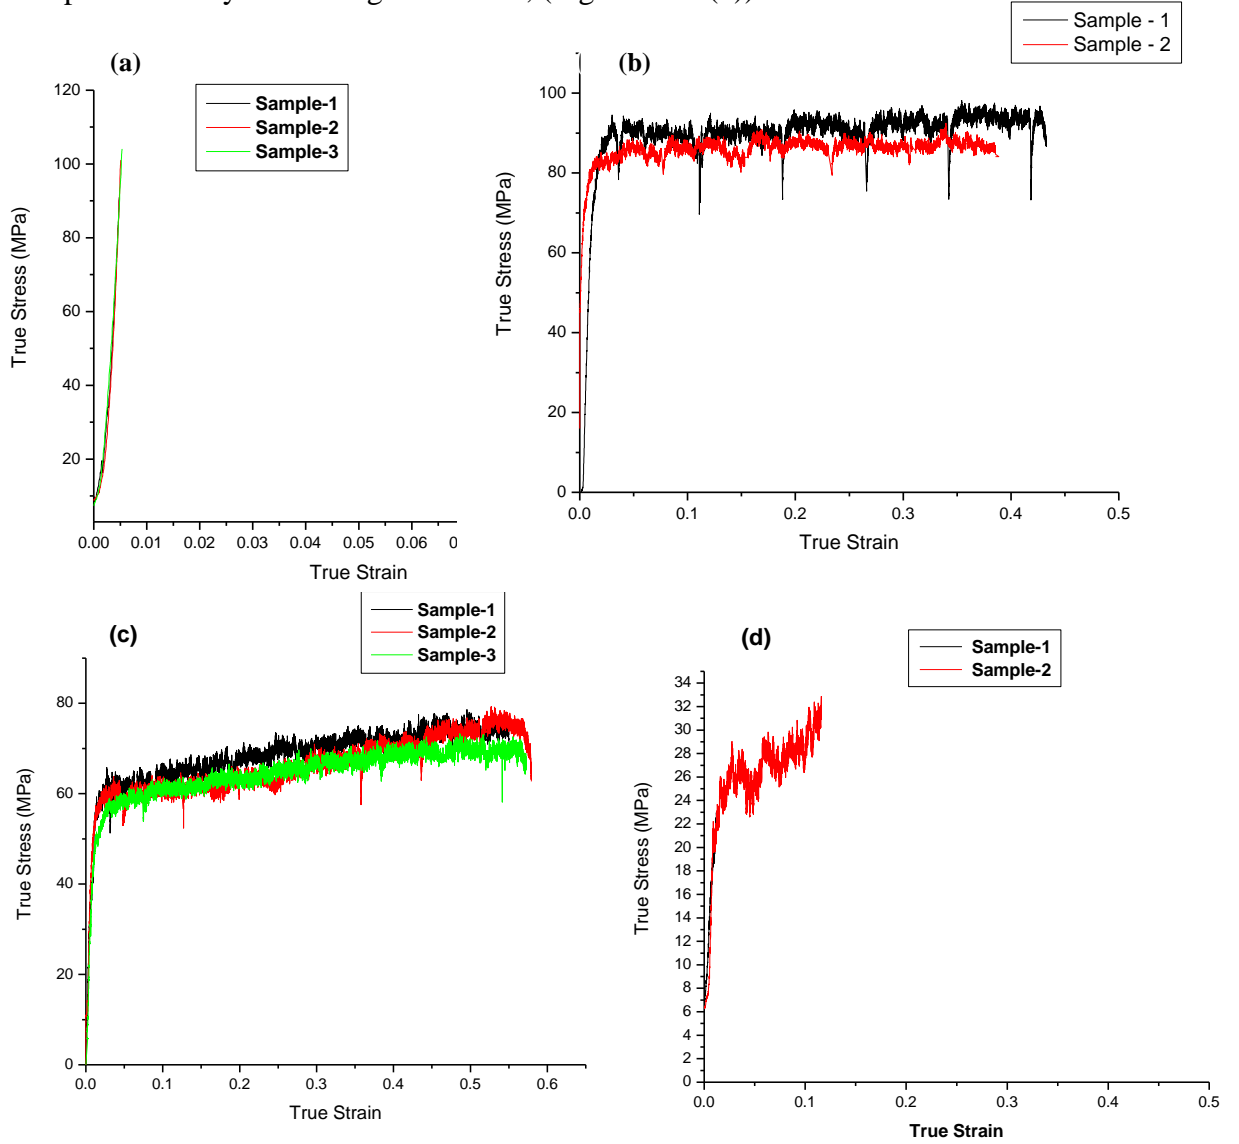 (a)
Sample-1
Sample-2
Sample-3
120
100
80
60
40
20
0.00 0.01 0.02 0.03 0.04 0.05 0.06 0
True Strain
True Stress (MPa)
(b)
Sample - 1
Sample - 2
100
80
60
40
20
0
0.0 0.1 0.2 0.3 0.4 0.5
True Strain
True Stress (MPa)
(c)
Sample-1
Sample-2
Sample-3
80
60
40
20
0
0.0 0.1 0.2 0.3 0.4 0.5 0.6
True Strain
True Stress (MPa)
(d)
Sample-1
Sample-2
34
32
30
28
26
24
22
20
18
16
14
12
10
8
6
4
2
0
0.0 0.1 0.2 0.3 0.4 0.5
True Strain
True Stress (MPa)